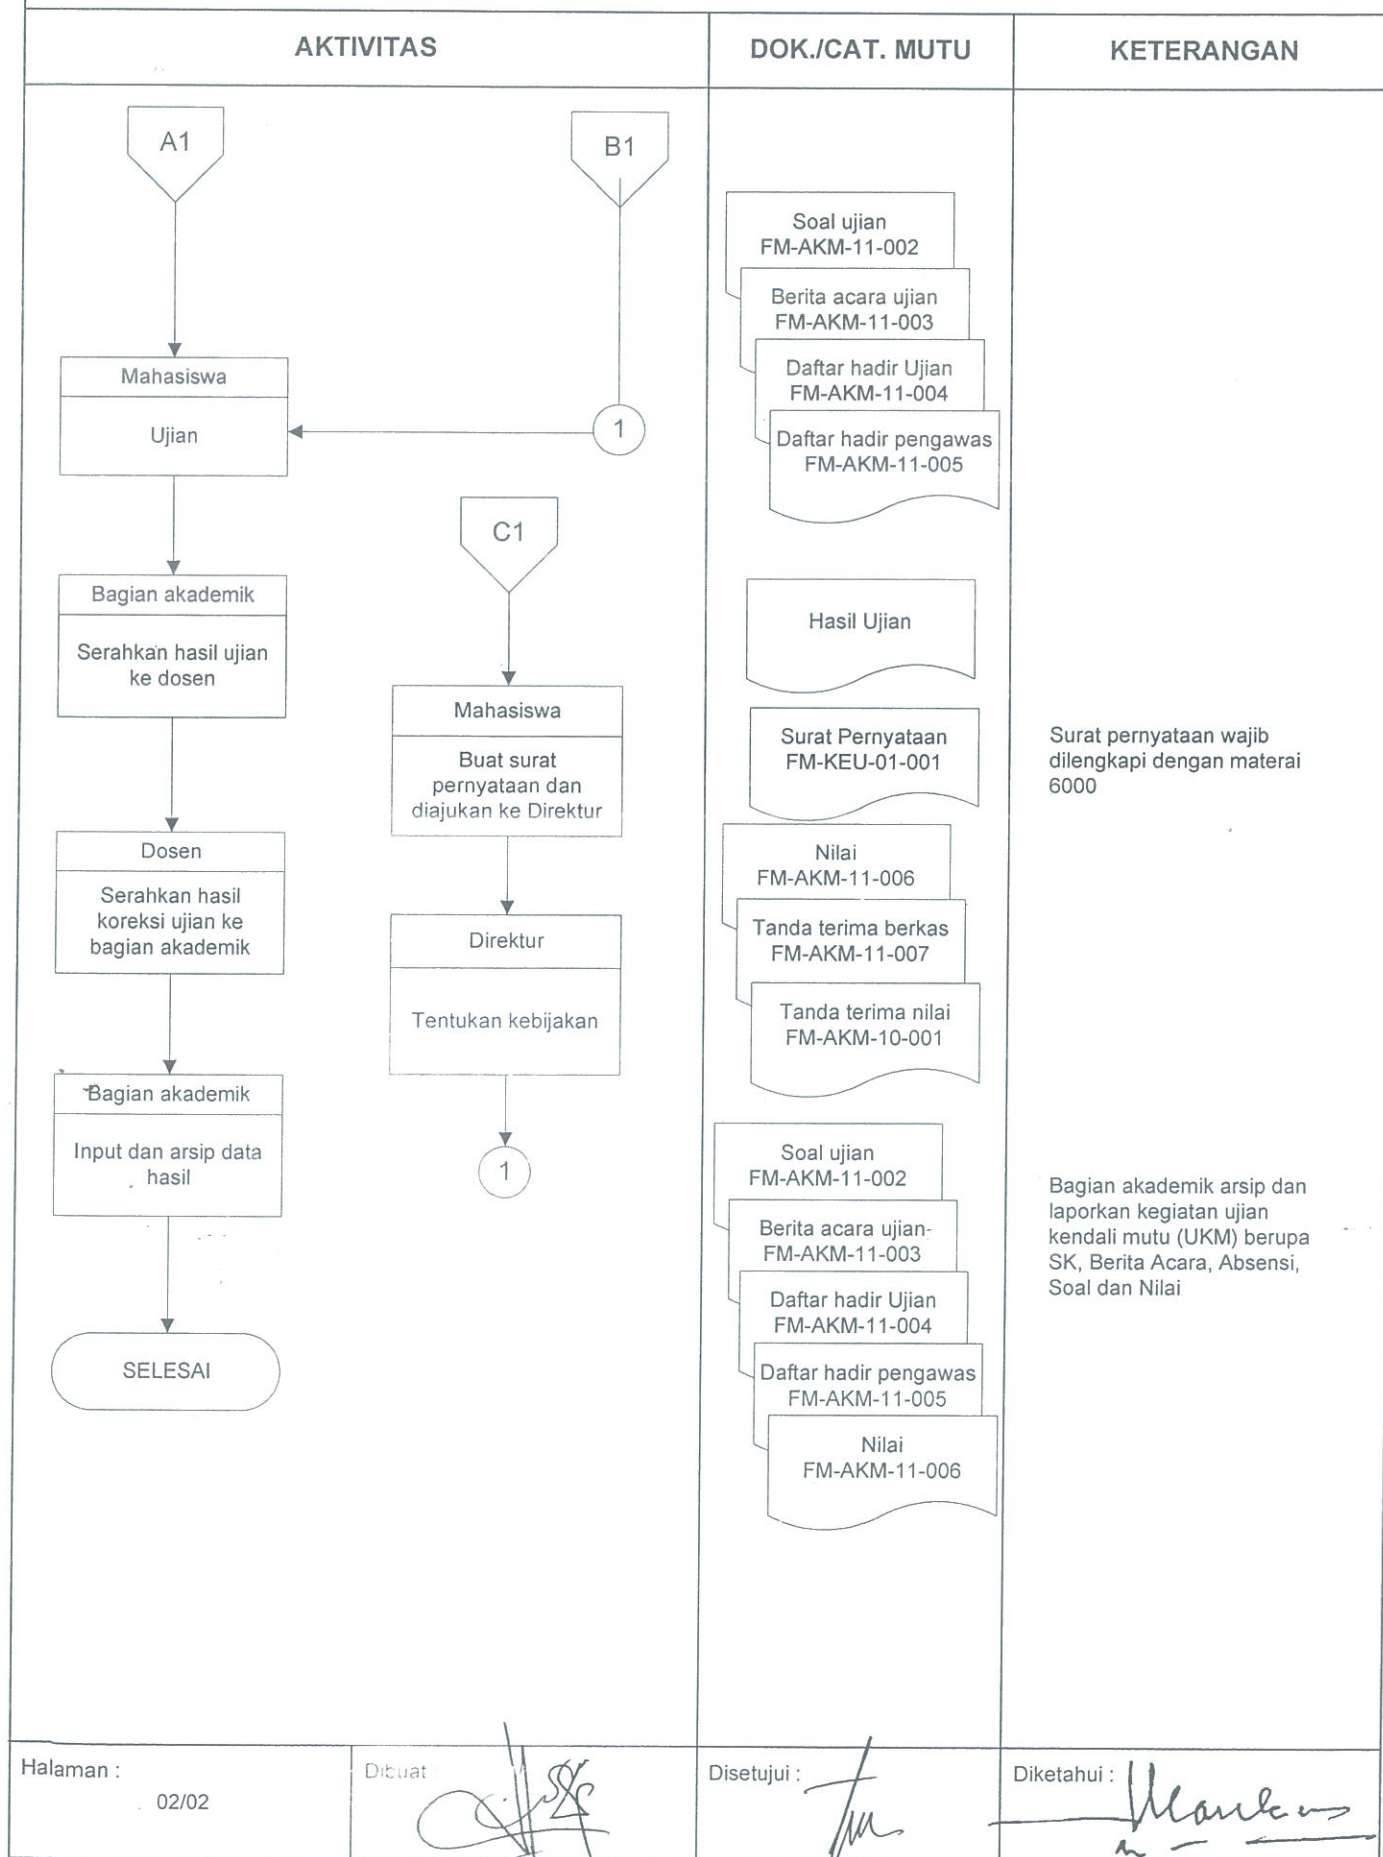 AKTIVITAS
DOK./CAT. MUTU
KETERANGAN
A1
B1
Mahasiswa
Ujian
1
C1
Bagian akademik
Serahkan hasil ujian
ke dosen
Mahasiswa
Buat surat
pernyataan dan
diajukan ke Direktur
Dosen
Serahkan hasil
koreksi ujian ke
bagian akademik
Direktur
Tentukan kebijakan
Bagian akademik
Input dan arsip data
hasil
1
SELESAI
Soal ujian
FM-AKM-11-002
Berita acara ujian
FM-AKM-11-003
Daftar hadir Ujian
FM-AKM-11-004
Daftar hadir pengawas
FM-AKM-11-005
Hasil Ujian
Surat Pernyataan
FM-KEU-01-001
Nilai
FM-AKM-11-006
Tanda terima berkas
FM-AKM-11-007
Tanda terima nilai
FM-AKM-10-001
Soal ujian
FM-AKM-11-002
Berita acara ujian
FM-AKM-11-003
Daftar hadir Ujian
FM-AKM-11-004
Daftar hadir pengawas
FM-AKM-11-005
Nilai
FM-AKM-11-006
Surat pernyataan wajib
dilengkapi dengan materai
6000
Bagian akademik arsip dan
laporkan kegiatan ujian
kendali mutu (UKM) berupa
SK, Berita Acara, Absensi,
Soal dan Nilai
Halaman :
02/02
Dibuat
Disetujui :
Diketahui :